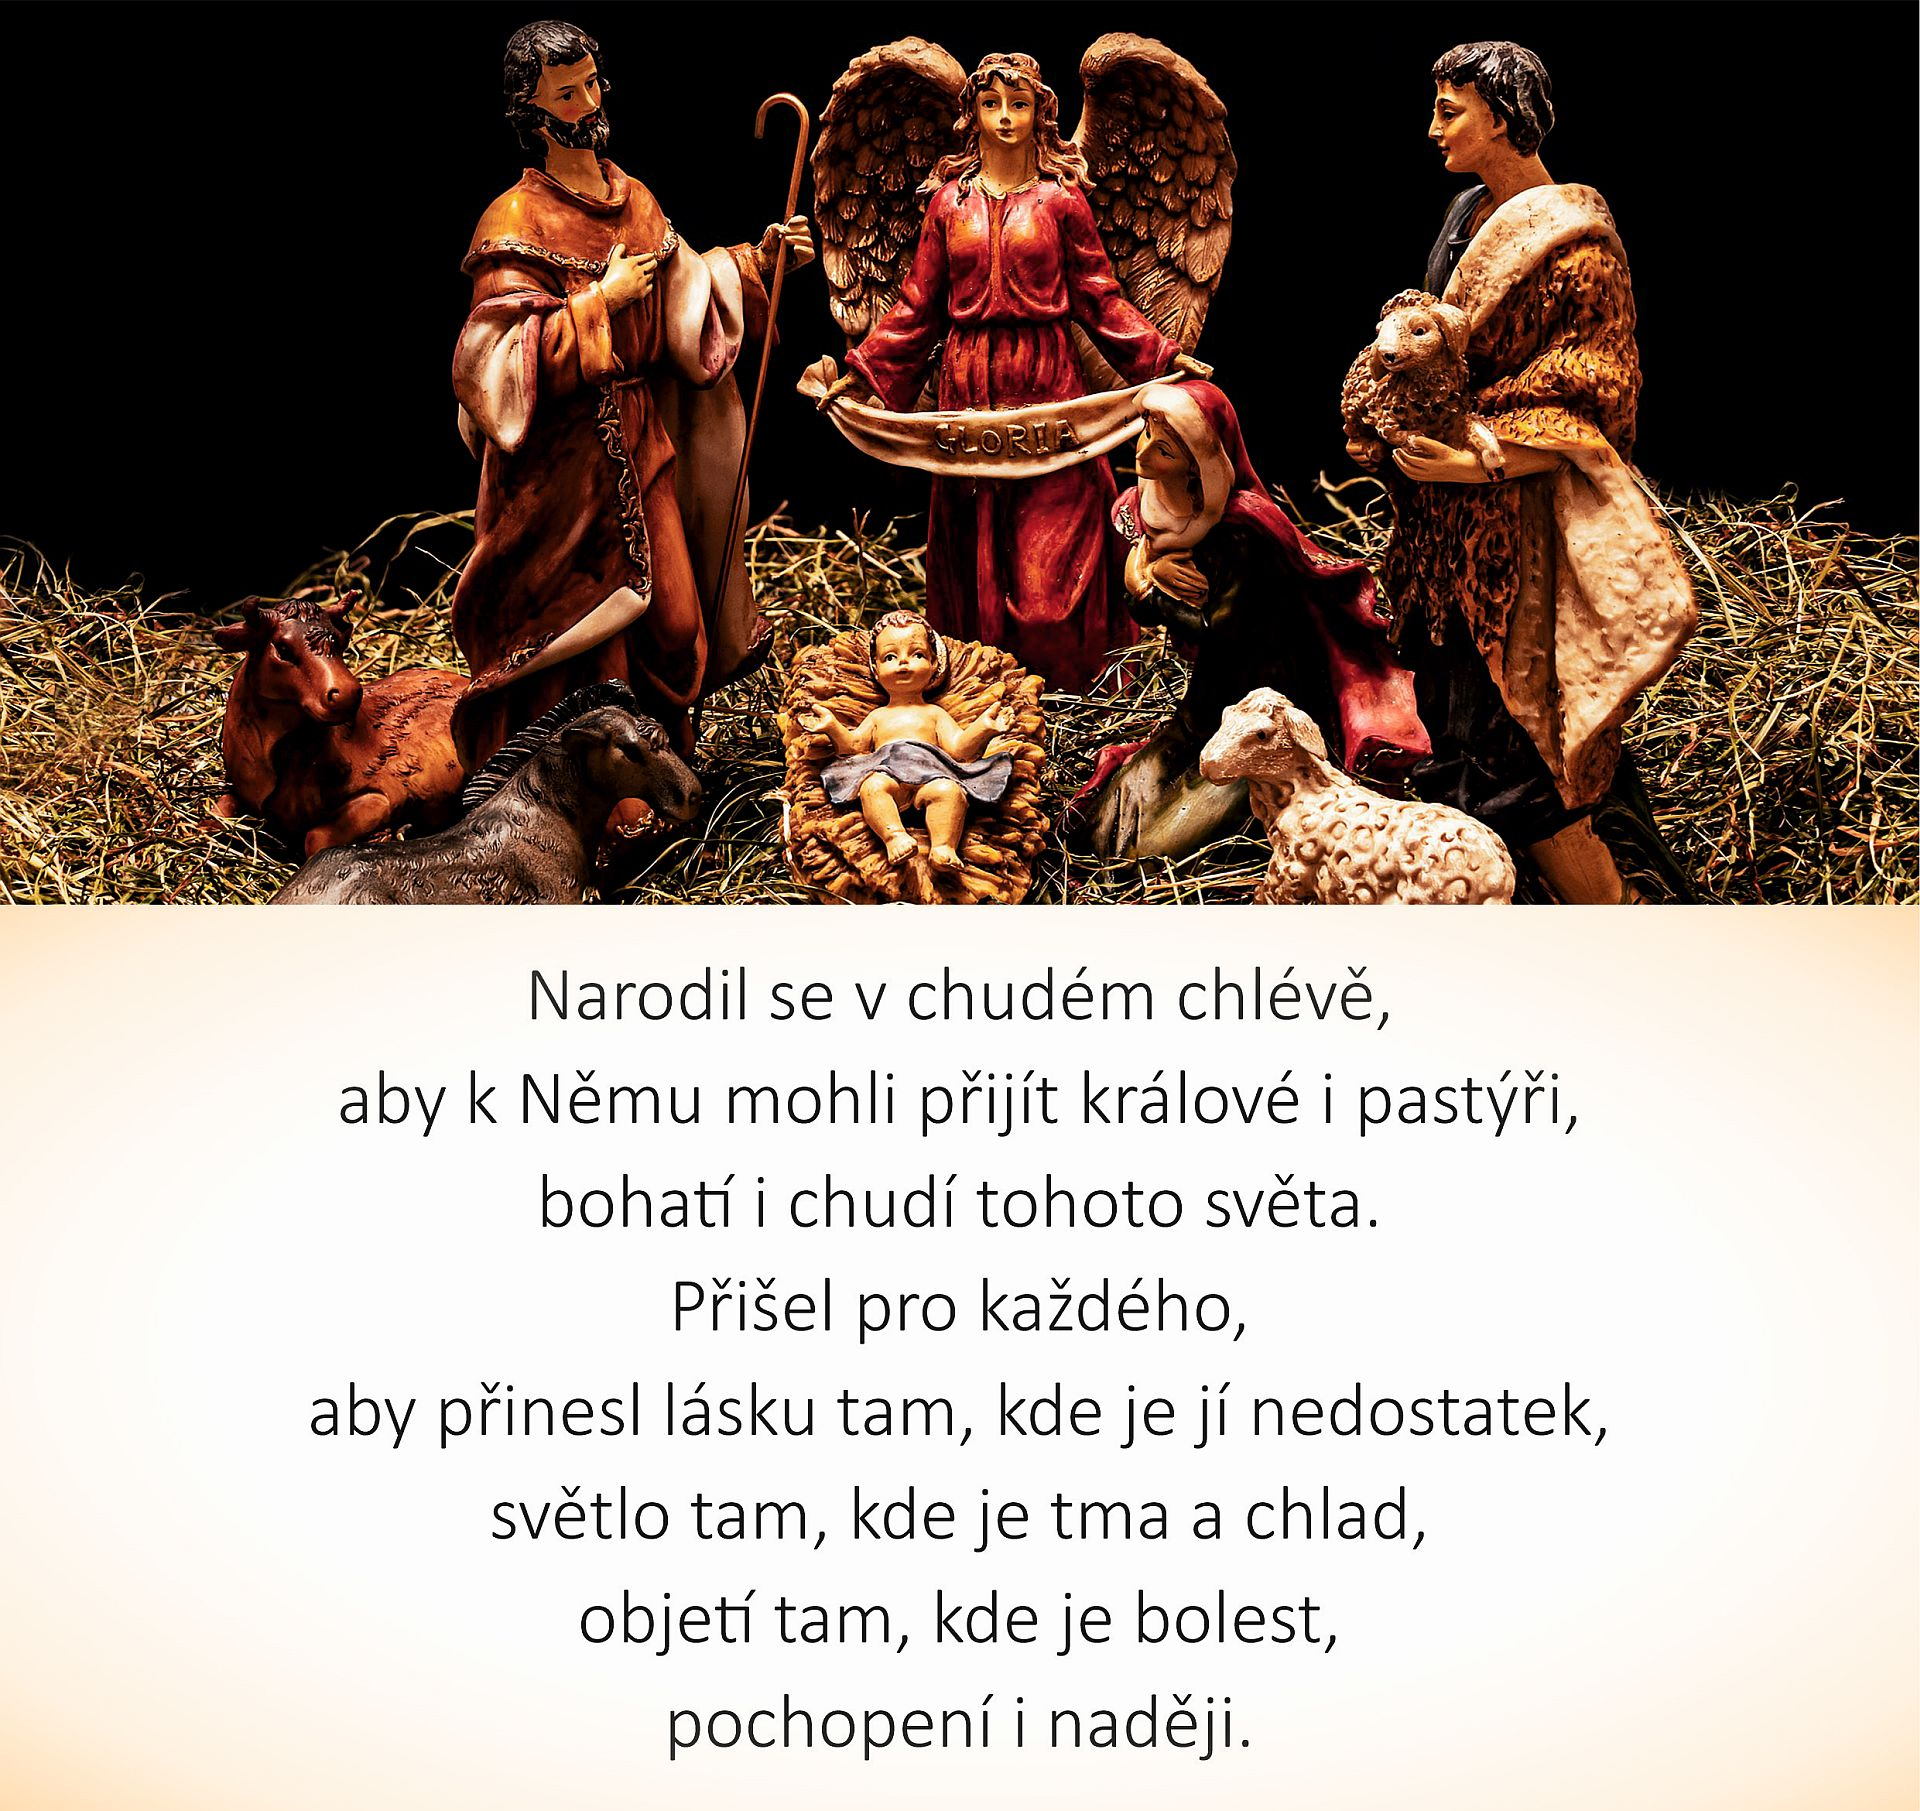 GLORIA
Narodil se v chudém chlévě,
aby k Němu mohli přijít králové i pastýři,
bohatí i chudí tohoto světa.
Přišel pro každého,
aby přinesl lásku tam, kde je jí nedostatek,
světlo tam, kde je tma a chlad,
objetí tam, kde je bolest,
pochopení i naději.